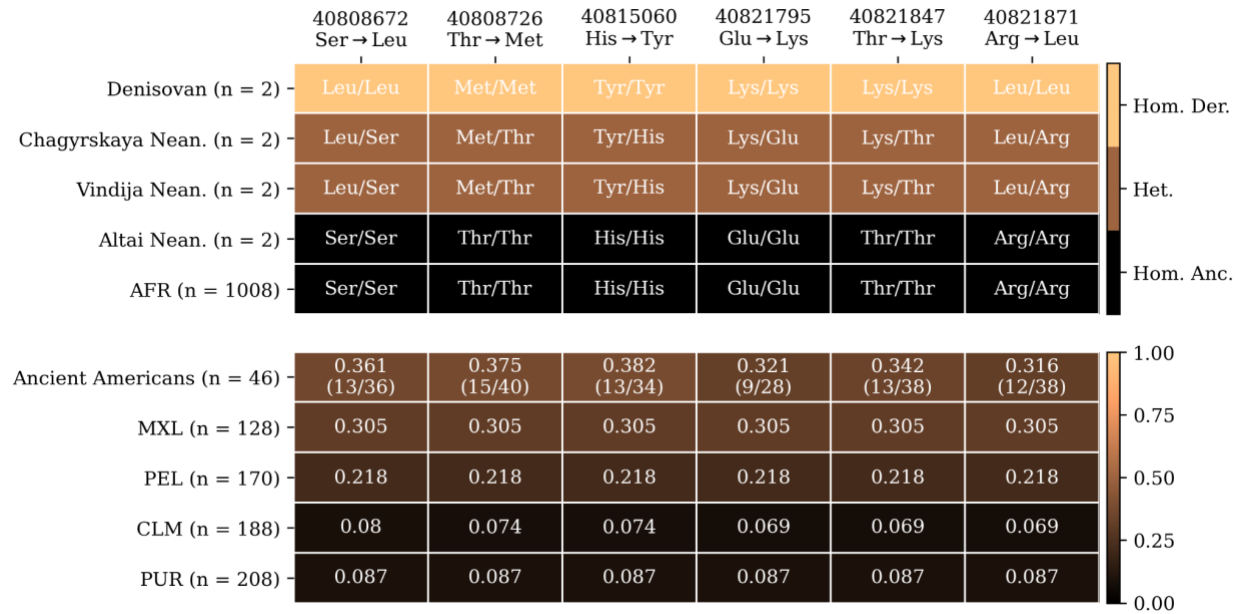 40808672 40808726 40815060 40821795 40821847 40821871
Ser→Leu Thr→Met His→Tyr Glu→Lys Thr→Lys Arg→Leu
Denisovan (n = 2) Leu/Leu Met/Met Tyr/Tyr Lys/Lys Lys/Lys Leu/Leu Hom. Der.
Chagyrskaya Nean. (n = 2) Leu/Ser Met/Thr Tyr/His Lys/Glu Lys/Thr Leu/Arg
Vindija Nean. (n = 2) Leu/Ser Met/Thr Tyr/His Lys/Glu Lys/Thr Leu/Arg Het.
Altai Nean. (n = 2) Ser/Ser Thr/Thr His/His Glu/Glu Thr/Thr Arg/Arg
AFR (n = 1008) Ser/Ser Thr/Thr His/His Glu/Glu Thr/Thr Arg/Arg Hom. Anc.
Ancient Americans (n = 46) 0.361 0.375 0.382 0.321 0.342 0.316 1.00
(13/36) (15/40) (13/34) (9/28) (13/38) (12/38)
MXL (n = 128) 0.305 0.305 0.305 0.305 0.305 0.305 0.75
PEL (n = 170) 0.218 0.218 0.218 0.218 0.218 0.218 0.50
CLM (n = 188) 0.08 0.074 0.074 0.069 0.069 0.069 0.25
PUR (n = 208) 0.087 0.087 0.087 0.087 0.087 0.087 0.00